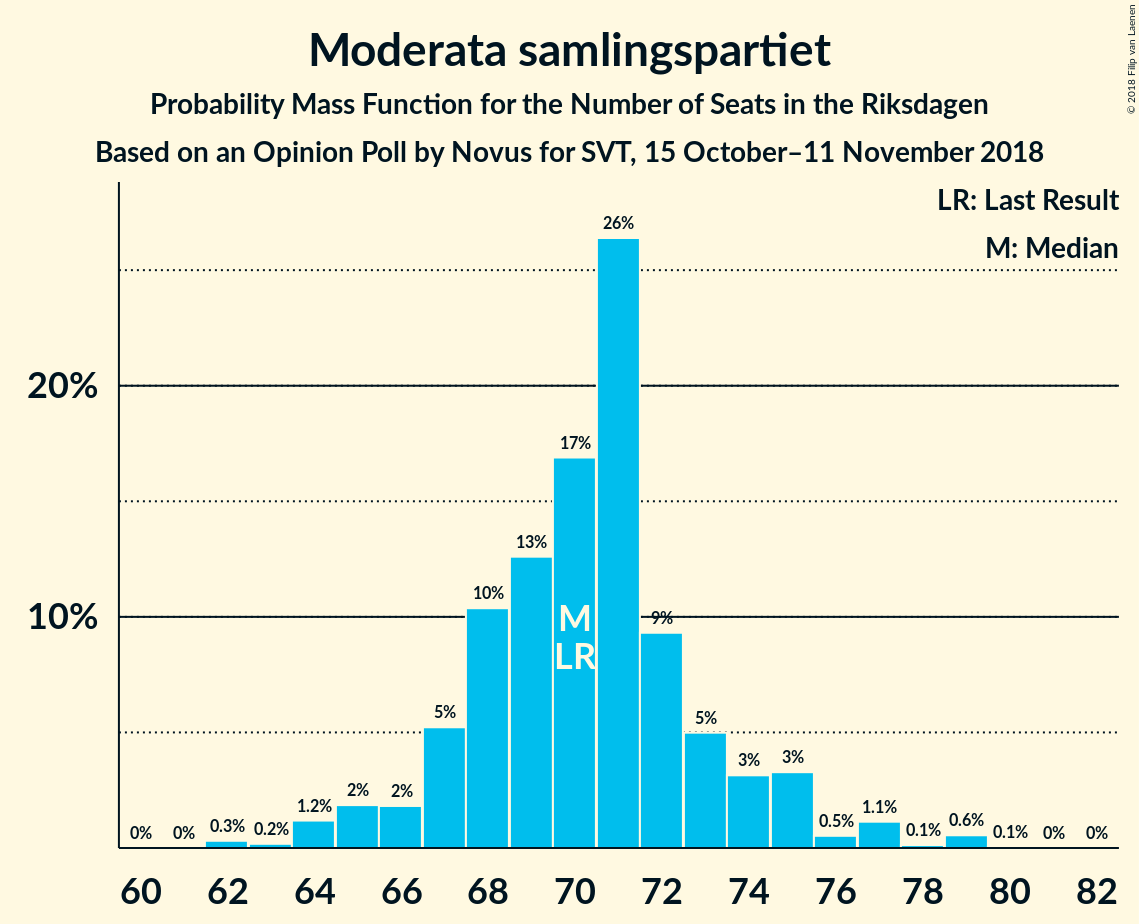 Moderata samlingspartiet
Probability Mass Function for the Number of Seats in the Riksdagen
Based on an Opinion Poll by Novus for SVT, 15 October–11 November 2018
© 2018 Filip van Laenen
LR: Last Result
M: Median
20%
10%
0%
0%
0.3%
0.2%
1.2%
2%
2%
5%
10%
13%
17%
26%
9%
5%
3%
3%
0.5%
1.1%
0.1%
0.6%
0.1%
0%
0%
M
LR
60 62 64 66 68 70 72 74 76 78 80 82